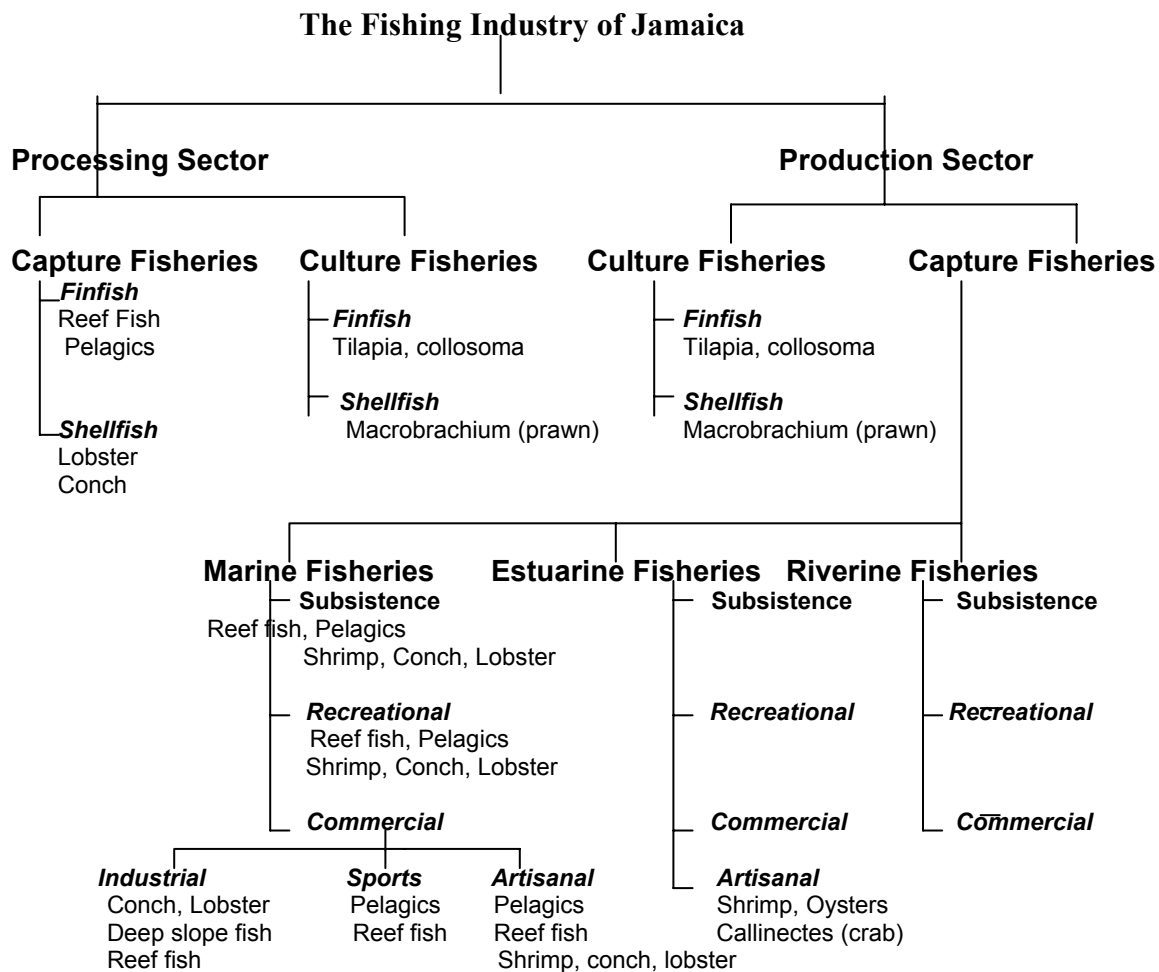 The Fishing Industry of Jamaica
Processing Sector
Production Sector
Capture Fisheries
Culture Fisheries
Culture Fisheries
Capture Fisheries
Finfish
Reef Fish
Pelagics
Shellfish
Lobster
Conch
Finfish
Tilapia, collosoma
Shellfish
Macrobrachium (prawn)
Finfish
Tilapia, collosoma
Shellfish
Macrobrachium (prawn)
Marine Fisheries
Estuarine Fisheries
Riverine Fisheries
Subsistence
Reef fish, Pelagics
Shrimp, Conch, Lobster
Recreational
Reef fish, Pelagics
Shrimp, Conch, Lobster
Commercial
Industrial
Conch, Lobster
Deep slope fish
Reef fish
Sports
Pelagics
Reef fish
Artisanal
Pelagics
Reef fish
Shrimp, conch, lobster
Subsistence
Recreational
Commercial
Artisanal
Shrimp, Oysters
Callinectes (crab)
Subsistence
Recreational
Commercial